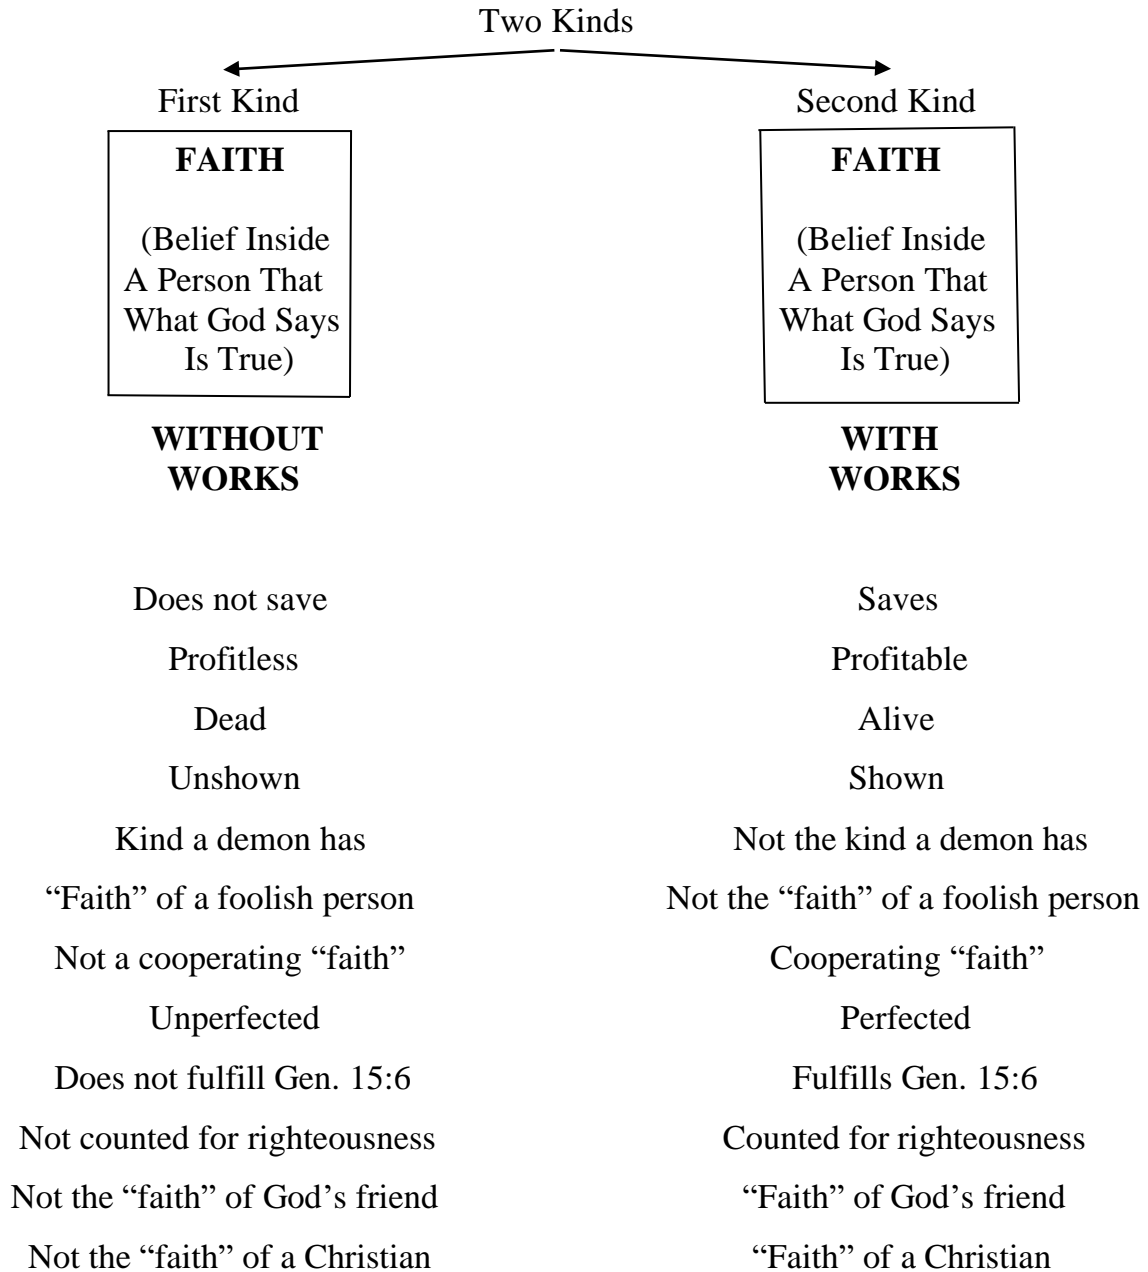 Two Kinds
First Kind
Second Kind
FAITH
(Belief Inside
A Person That
What God Says
Is True)
WITHOUT
WORKS
FAITH
(Belief Inside
A Person That
What God Says
Is True)
WITH
WORKS
Does not save
Saves
Profitless
Profitable
Dead
Alive
Unshown
Shown
Kind a demon has
Not the kind a demon has
“Faith” of a foolish person
Not the “faith” of a foolish person
Not a cooperating “faith”
Cooperating “faith”
Unperfected
Perfected
Does not fulfill Gen. 15:6
Fulfills Gen. 15:6
Not counted for righteousness
Counted for righteousness
Not the “faith” of God’s friend
“Faith” of God’s friend
Not the “faith” of a Christian
“Faith” of a Christian